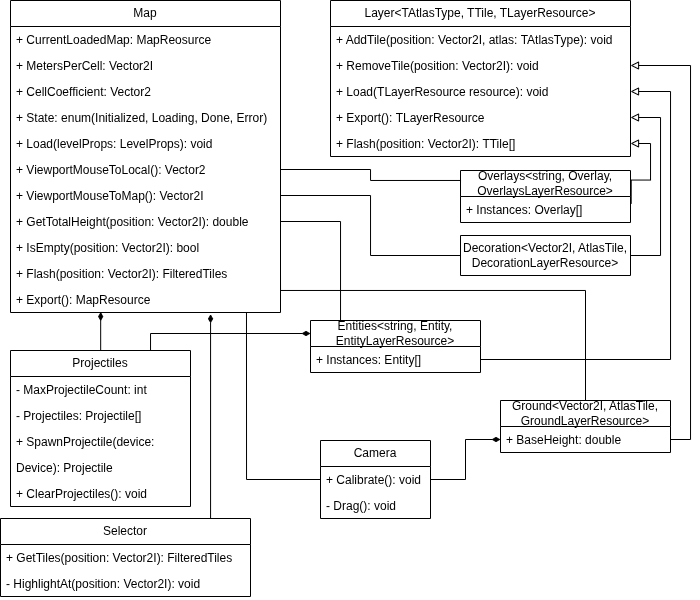 Map
+ CurrentLoadedMap: MapReosurce
+ MetersPerCell: Vector2I
+ CellCoefficient: Vector2
+ State: enum(Initialized, Loading, Done, Error)
+ Load(levelProps: LevelProps): void
+ ViewportMouseToLocal(): Vector2
+ ViewportMouseToMap(): Vector2I
+ GetTotalHeight(position: Vector2I): double
+ IsEmpty(position: Vector2I): bool
+ Flash(position: Vector2I): FilteredTiles
+ Export(): MapResource
Layer<TAtlasType, TTile, TLayerResource>
+ AddTile(position: Vector2I, atlas: TAtlasType): void
+ RemoveTile(position: Vector2I): void
+ Load(TLayerResource resource): void
+ Export(): TLayerResource
+ Flash(position: Vector2I): TTile[]
Overlays<string, Overlay,
OverlaysLayerResource>
+ Instances: Overlay[]
Decoration<Vector2I, AtlasTile,
DecorationLayerResource>
Entities<string, Entity,
EntityLayerResource>
+ Instances: Entity[]
Projectiles
- MaxProjectileCount: int
- Projectiles: Projectile[]
+ SpawnProjectile(device:
Device): Projectile
+ ClearProjectiles(): void
Ground<Vector2I, AtlasTile,
GroundLayerResource>
+ BaseHeight: double
Camera
+ Calibrate(): void
- Drag(): void
Selector
+ GetTiles(position: Vector2I): FilteredTiles
- HighlightAt(position: Vector2I): void